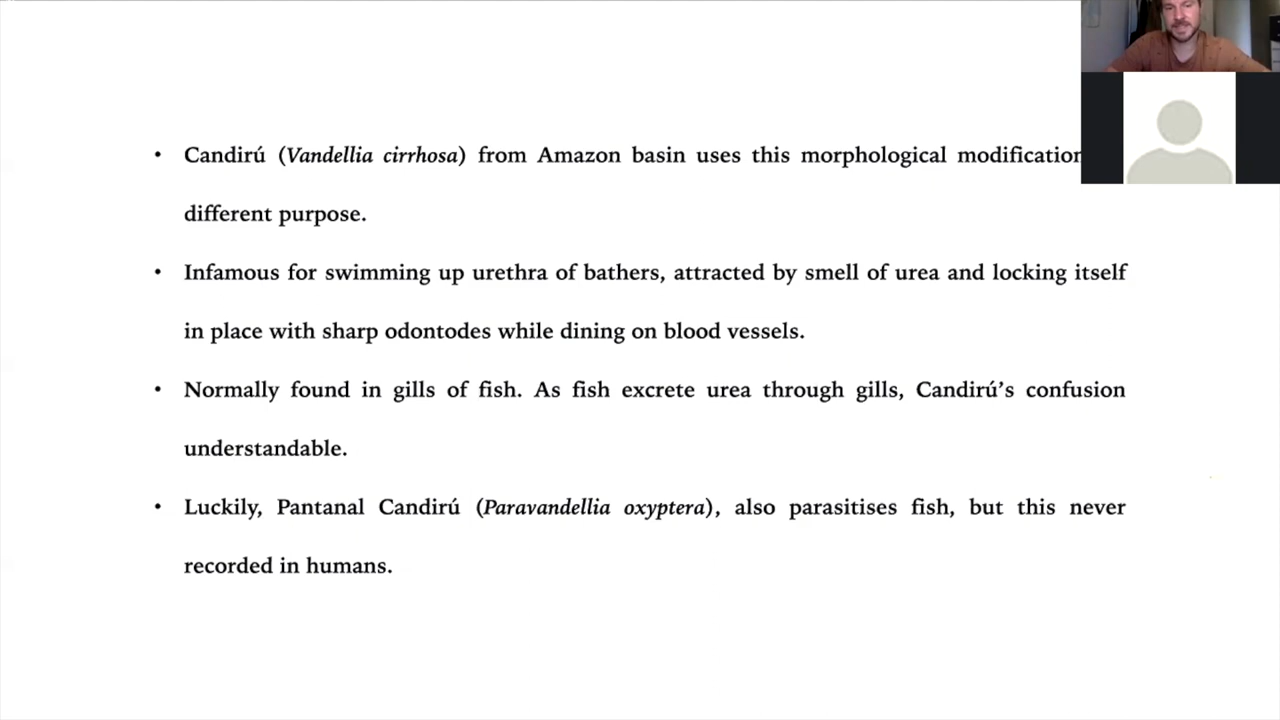 • Candirú (Vandellia cirrhosa) from Amazon basin uses this morphological modification
different purpose.
• Infamous for swimming up urethra of bathers, attracted by smell of urea and locking itself
in place with sharp odontodes while dining on blood vessels.
• Normally found in gills of fish. As fish excrete urea through gills, Candirú’s confusion
understandable.
• Luckily, Pantanal Candirú (Paravandellia oxyptera), also parasitises fish, but this never
recorded in humans.